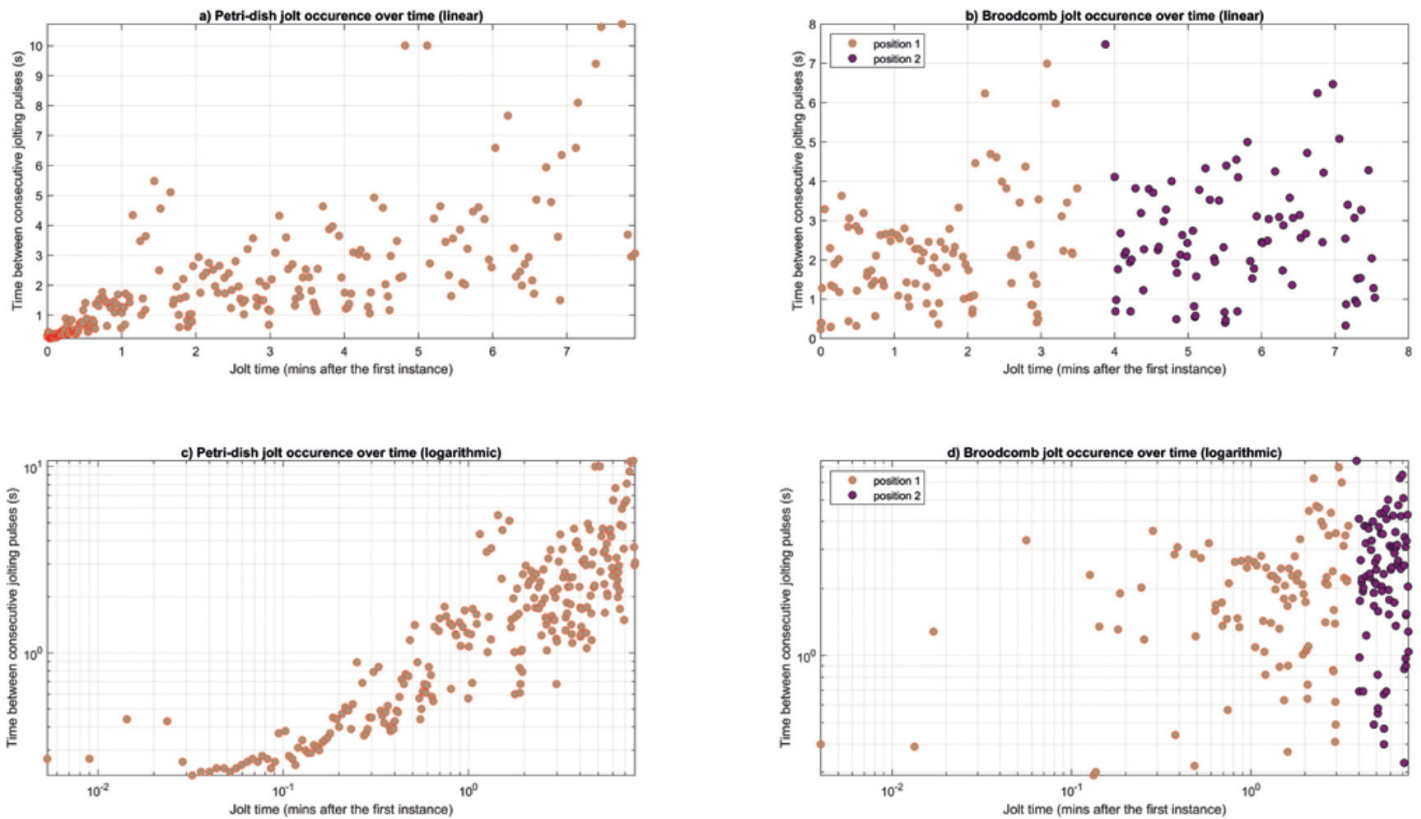 a) Petri-dish jolt occurence over time (linear)
Time between consecutive jolting pulses (s)
10
9
8
7
6
5
4
3
2
1
0 1 2 3 4 5 6 7
Jolt time (mins after the first instance)
b) Broodcomb jolt occurence over time (linear)
position 1
position 2
Time between consecutive jolting pulses (s)
8
7
6
5
4
3
2
1
0
0 1 2 3 4 5 6 7 8
Jolt time (mins after the first instance)
c) Petri-dish jolt occurence over time (logarithmic)
Time between consecutive jolting pulses (s)
10¹
10⁰
10⁻² 10⁻¹ 10⁰
Jolt time (mins after the first instance)
d) Broodcomb jolt occurence over time (logarithmic)
position 1
position 2
Time between consecutive jolting pulses (s)
10⁰
10⁻² 10⁻¹ 10⁰
Jolt time (mins after the first instance)